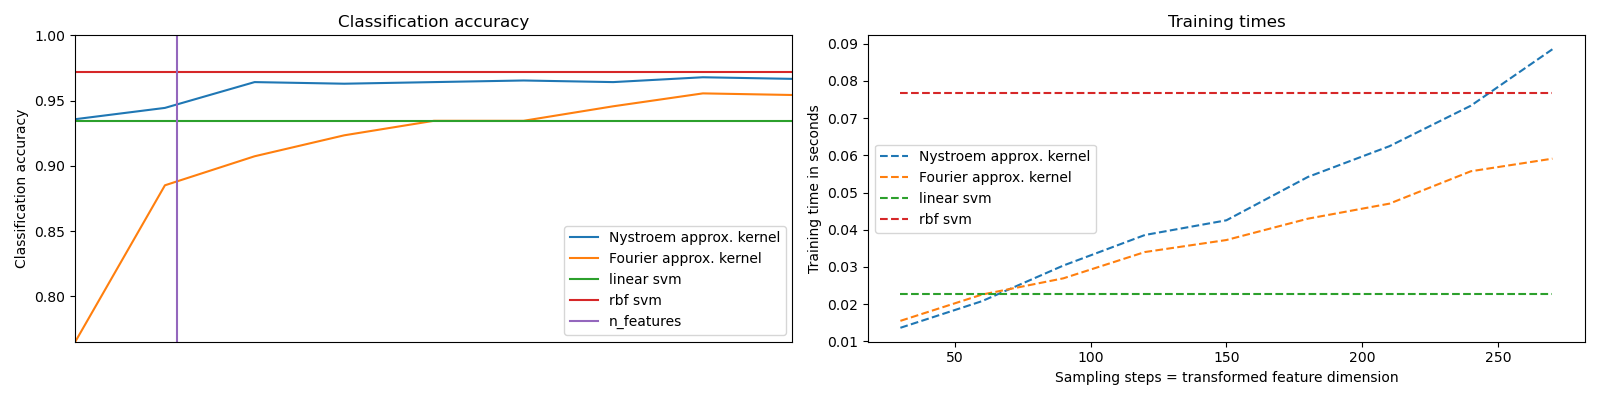 Classification accuracy
Classification accuracy
1.00
0.95
0.90
0.85
0.80
Nystroem approx. kernel
Fourier approx. kernel
linear svm
rbf svm
n_features
Training times
Training time in seconds
0.09
0.08
0.07
0.06
0.05
0.04
0.03
0.02
0.01
Nystroem approx. kernel
Fourier approx. kernel
linear svm
rbf svm
50 100 150 200 250
Sampling steps = transformed feature dimension